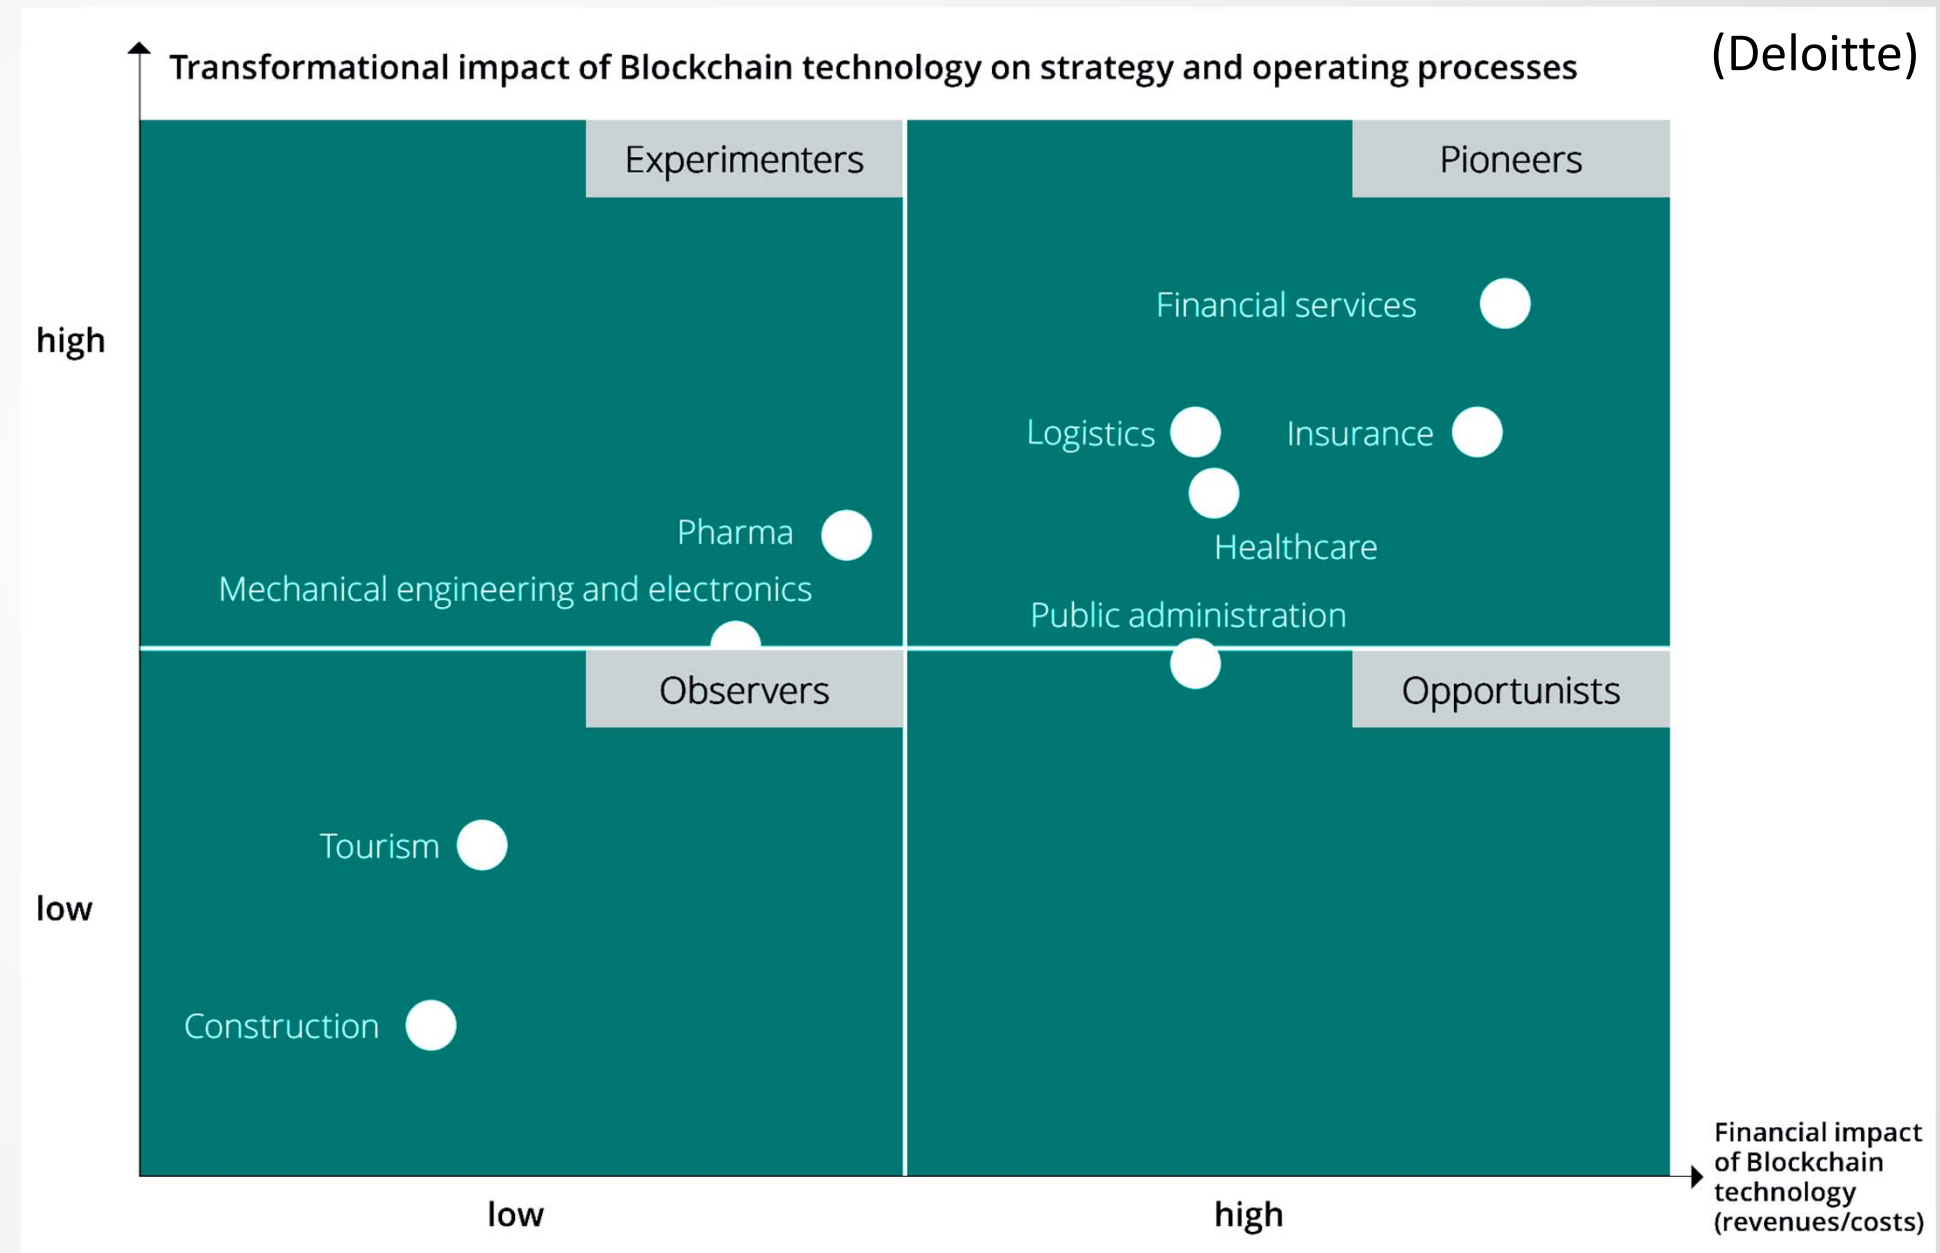 (Deloitte)
Transformational impact of Blockchain technology on strategy and operating processes
Experimenters
Pioneers
Financial services
high
Logistics
Insurance
Pharma
Healthcare
Mechanical engineering and electronics
Public administration
Observers
Opportunists
Tourism
low
Construction
Financial impact
of Blockchain
technology
(revenues/costs)
low
high